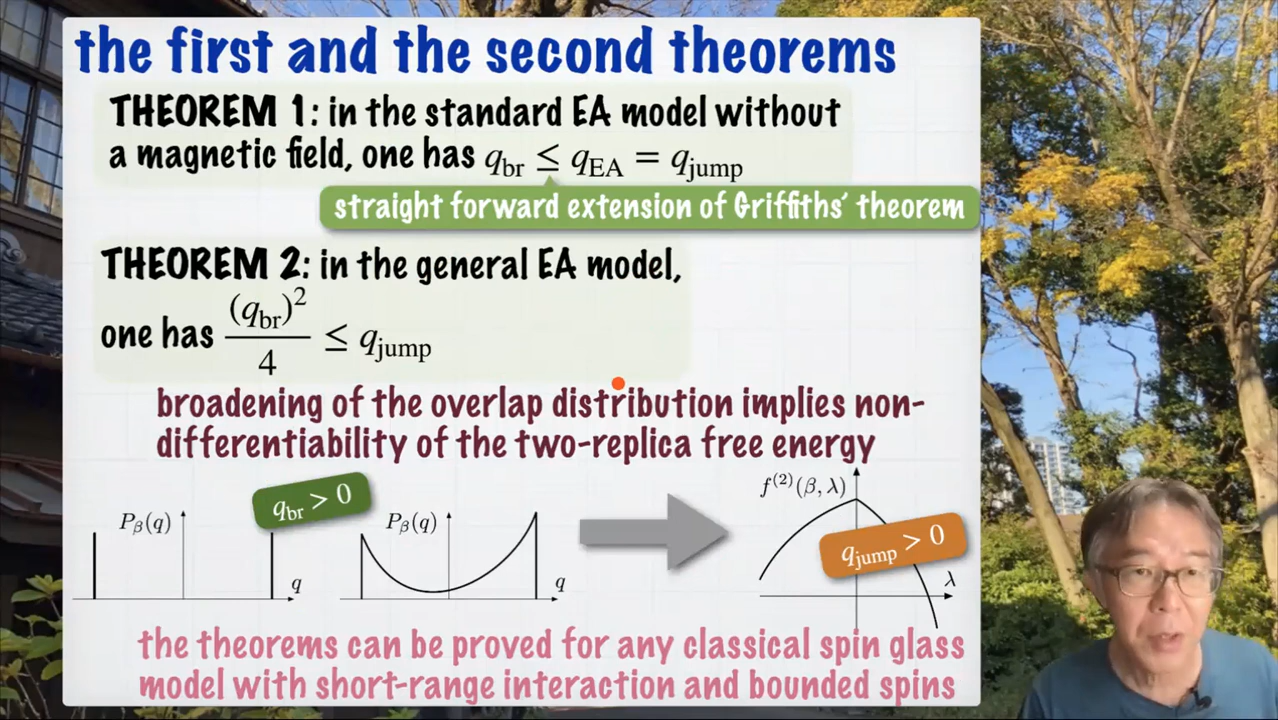 the first and the second theorems
THEOREM 1: in the standard EA model without
a magnetic field, one has q_br ≤ q_EA = q_jump
straight forward extension of Griffiths' theorem
THEOREM 2: in the general EA model,
one has (q_br)²/4 ≤ q_jump
broadening of the overlap distribution implies non-
differentiability of the two-replica free energy
P_β(q)
q_br > 0
q
P_β(q)
q
f^(2)(β, λ)
q_jump > 0
λ
the theorems can be proved for any classical spin glass
model with short-range interaction and bounded spins